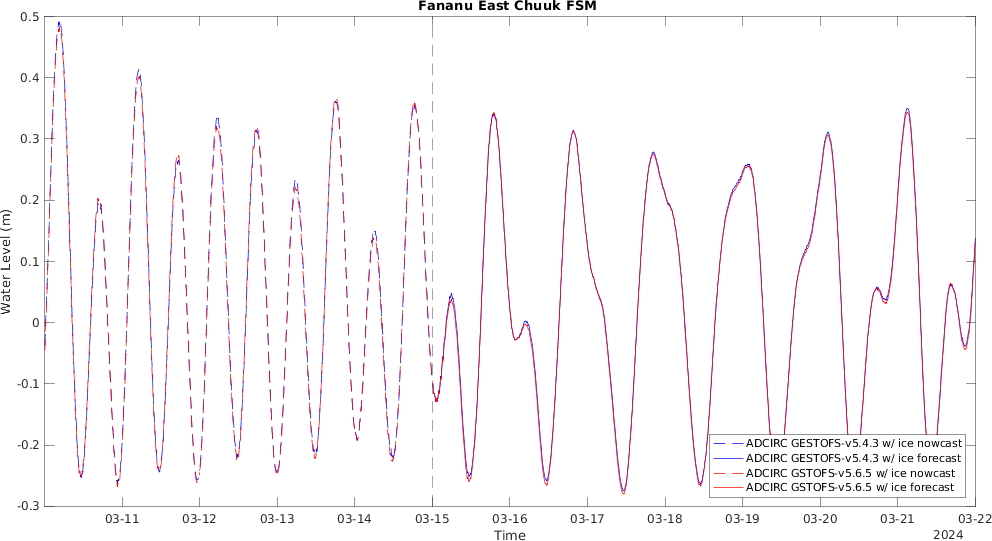 Fananu East Chuuk FSM
0.5
0.4
0.3
0.2
0.1
0
-0.1
-0.2
-0.3
Water Level (m)
03-11 03-12 03-13 03-14 03-15 03-16 03-17 03-18 03-19 03-20 03-21 03-22
Time
2024
ADCIRC GESTOFS-v5.4.3 w/ ice nowcast
ADCIRC GESTOFS-v5.4.3 w/ ice forecast
ADCIRC GSTOFS-v5.6.5 w/ ice nowcast
ADCIRC GSTOFS-v5.6.5 w/ ice forecast